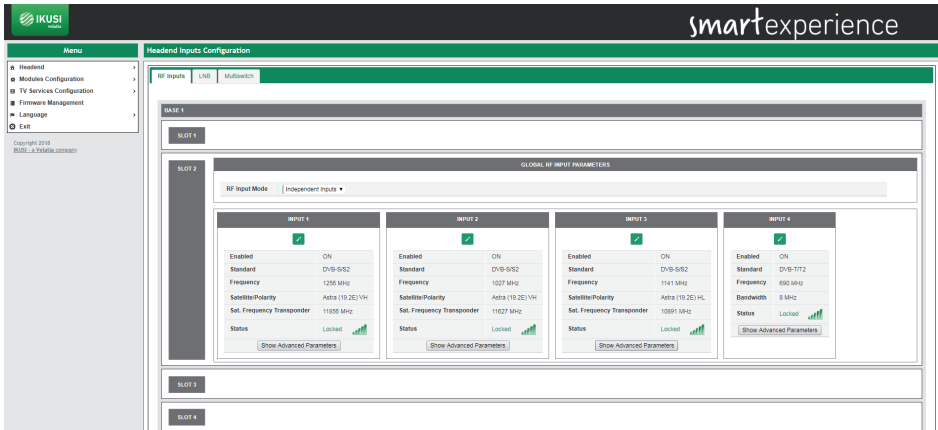 IKUSI
velatia
smartexperience
Menu
Headend Inputs Configuration
Headend
Modules Configuration
TV Services Configuration
Firmware Management
Language
Exit
Copyright 2018
IKUSI - a Velatia company
RF Inputs LNB Multiswitch
BASE 1
SLOT 1
SLOT 2
GLOBAL RF INPUT PARAMETERS
RF Input Mode Independent Inputs
INPUT 1
Enabled ON
Standard DVB-S/S2
Frequency 1256 MHz
Satellite/Polarity Astra (19.2E) VH
Sat. Frequency Transponder 11856 MHz
Status Locked
Show Advanced Parameters
INPUT 2
Enabled ON
Standard DVB-S/S2
Frequency 1027 MHz
Satellite/Polarity Astra (19.2E) VH
Sat. Frequency Transponder 11627 MHz
Status Locked
Show Advanced Parameters
INPUT 3
Enabled ON
Standard DVB-S/S2
Frequency 1141 MHz
Satellite/Polarity Astra (19.2E) HL
Sat. Frequency Transponder 10891 MHz
Status Locked
Show Advanced Parameters
INPUT 4
Enabled ON
Standard DVB-T/T2
Frequency 690 MHz
Bandwidth 8 MHz
Status Locked
Show Advanced Parameters
SLOT 3
SLOT 4